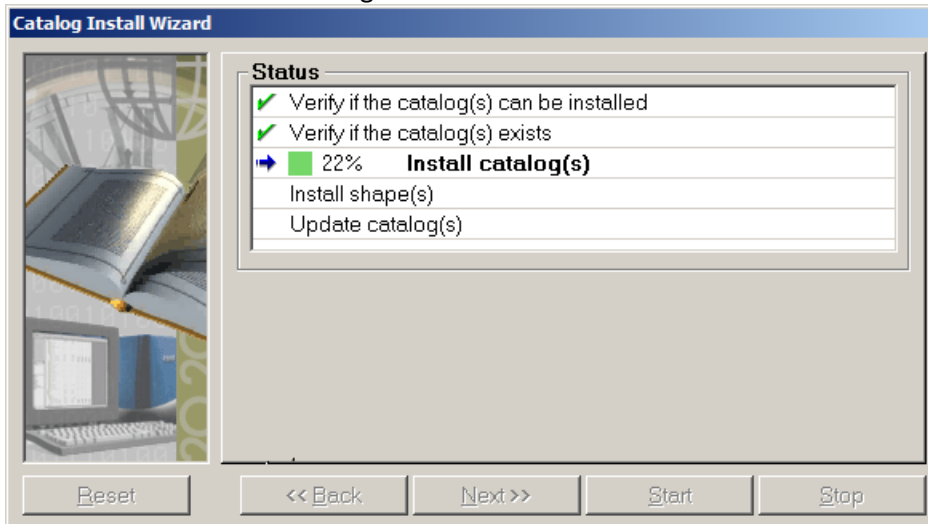 Catalog Install Wizard
Status
Verify if the catalog(s) can be installed
Verify if the catalog(s) exists
22% Install catalog(s)
Install shape(s)
Update catalog(s)
Reset << Back Next >> Start Stop